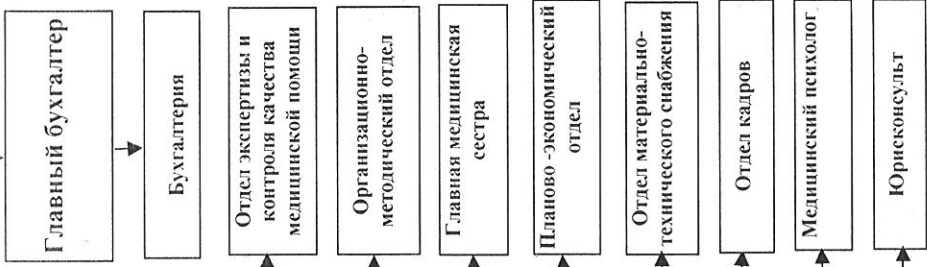 Главный бухгалтер
Бухгалтерия
Отдел экспертизы и
контроля качества
медицинской помощи
Организационно-
методический отдел
Главная медицинская
сестра
Планово -экономический
отдел
Отдел материально-
технического снабжения
Отдел кадров
Медицинский психолог
Юрисконсульт